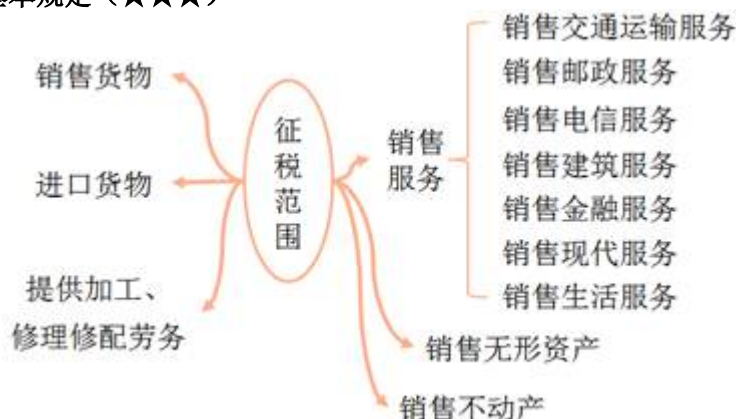 基本规定（★★★）
销售货物
进口货物
提供加工、
修理修配劳务
征
税
范
围
销售
服务
销售交通运输服务
销售邮政服务
销售电信服务
销售建筑服务
销售金融服务
销售现代服务
销售生活服务
销售无形资产
销售不动产